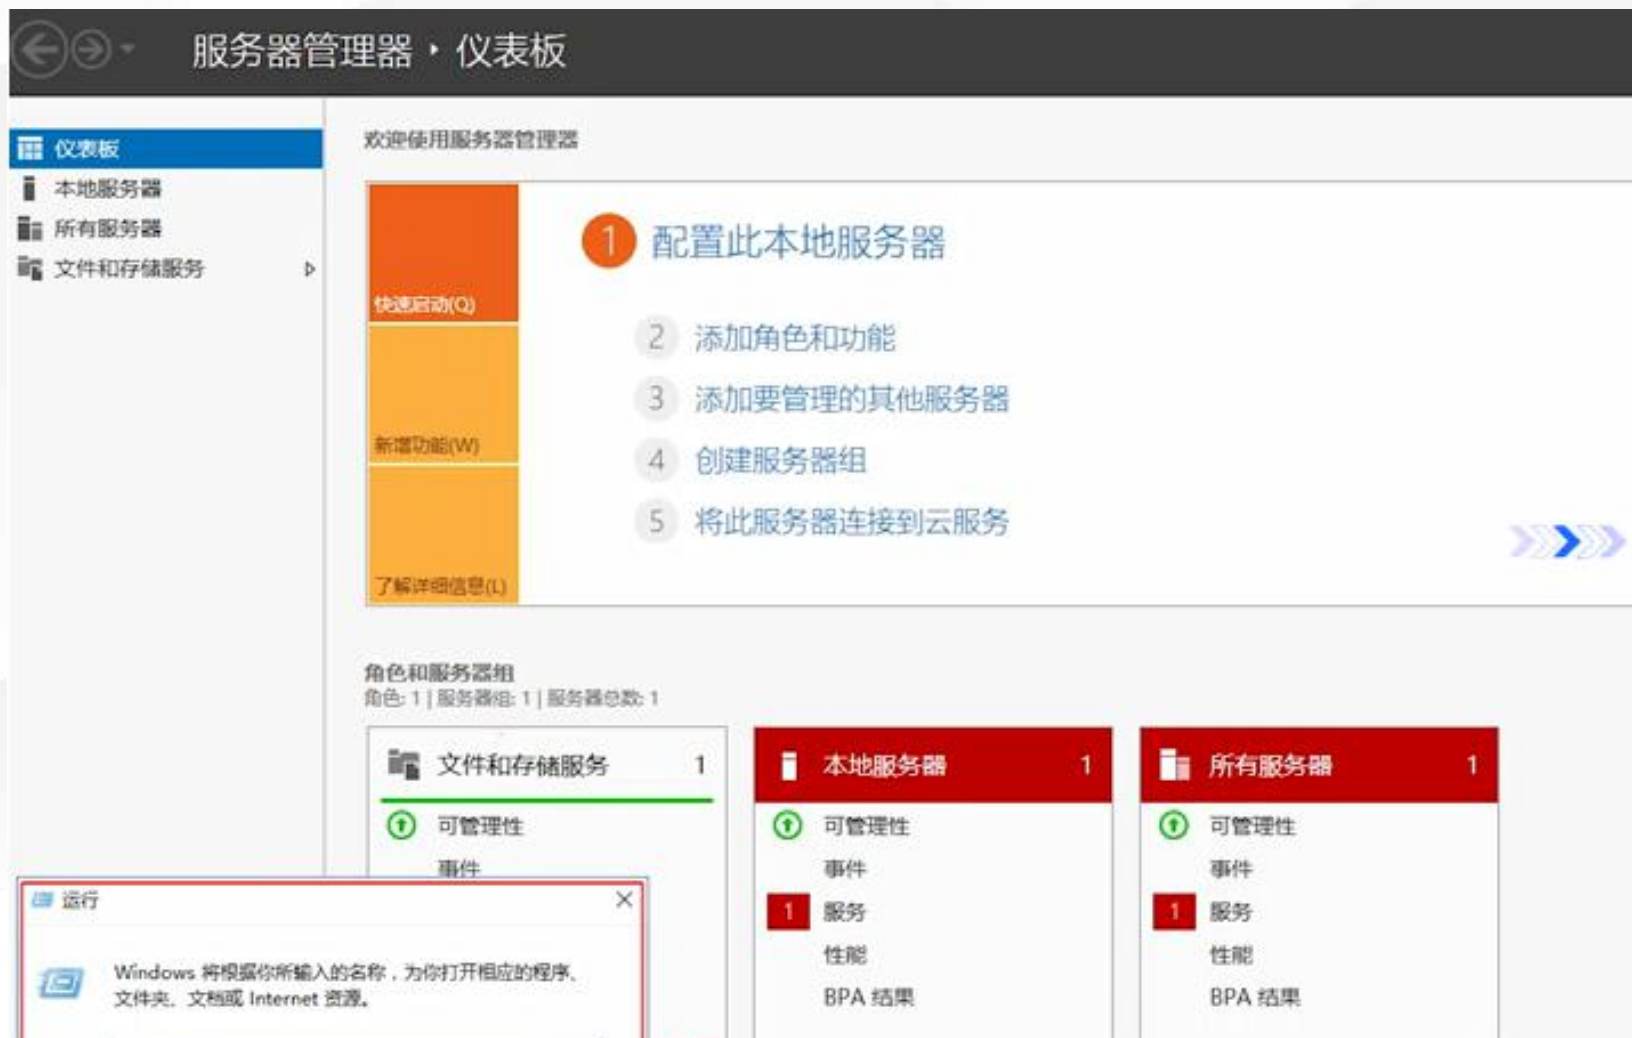 服务器管理器 ‣ 仪表板
仪表板
本地服务器
所有服务器
文件和存储服务
欢迎使用服务器管理器
快速启动(Q)
新增功能(W)
了解详细信息(L)
1 配置此本地服务器
2 添加角色和功能
3 添加要管理的其他服务器
4 创建服务器组
5 将此服务器连接到云服务
角色和服务器组
角色: 1 | 服务器组: 1 | 服务器总数: 1
文件和存储服务 1
可管理性
事件
本地服务器 1
可管理性
事件
1 服务
性能
BPA 结果
所有服务器 1
可管理性
事件
1 服务
性能
BPA 结果
运行
Windows 将根据你所输入的名称，为你打开相应的程序、
文件夹、文档或 Internet 资源。